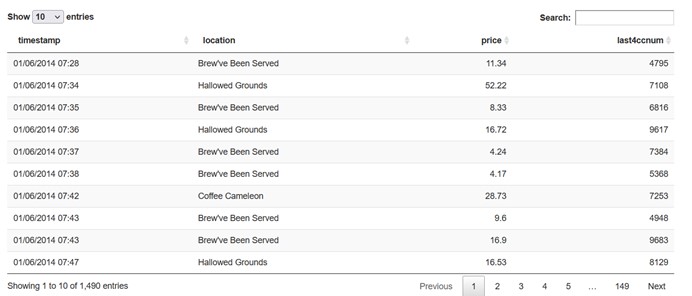 Show 10 entries Search:
timestamp location price last4ccnum
01/06/2014 07:28 Brew've Been Served 11.34 4795
01/06/2014 07:34 Hallowed Grounds 52.22 7108
01/06/2014 07:35 Brew've Been Served 8.33 6816
01/06/2014 07:36 Hallowed Grounds 16.72 9617
01/06/2014 07:37 Brew've Been Served 4.24 7384
01/06/2014 07:38 Brew've Been Served 4.17 5368
01/06/2014 07:42 Coffee Cameleon 28.73 7253
01/06/2014 07:43 Brew've Been Served 9.6 4948
01/06/2014 07:43 Brew've Been Served 16.9 9683
01/06/2014 07:47 Hallowed Grounds 16.53 8129
Showing 1 to 10 of 1,490 entries Previous 1 2 3 4 5 … 149 Next